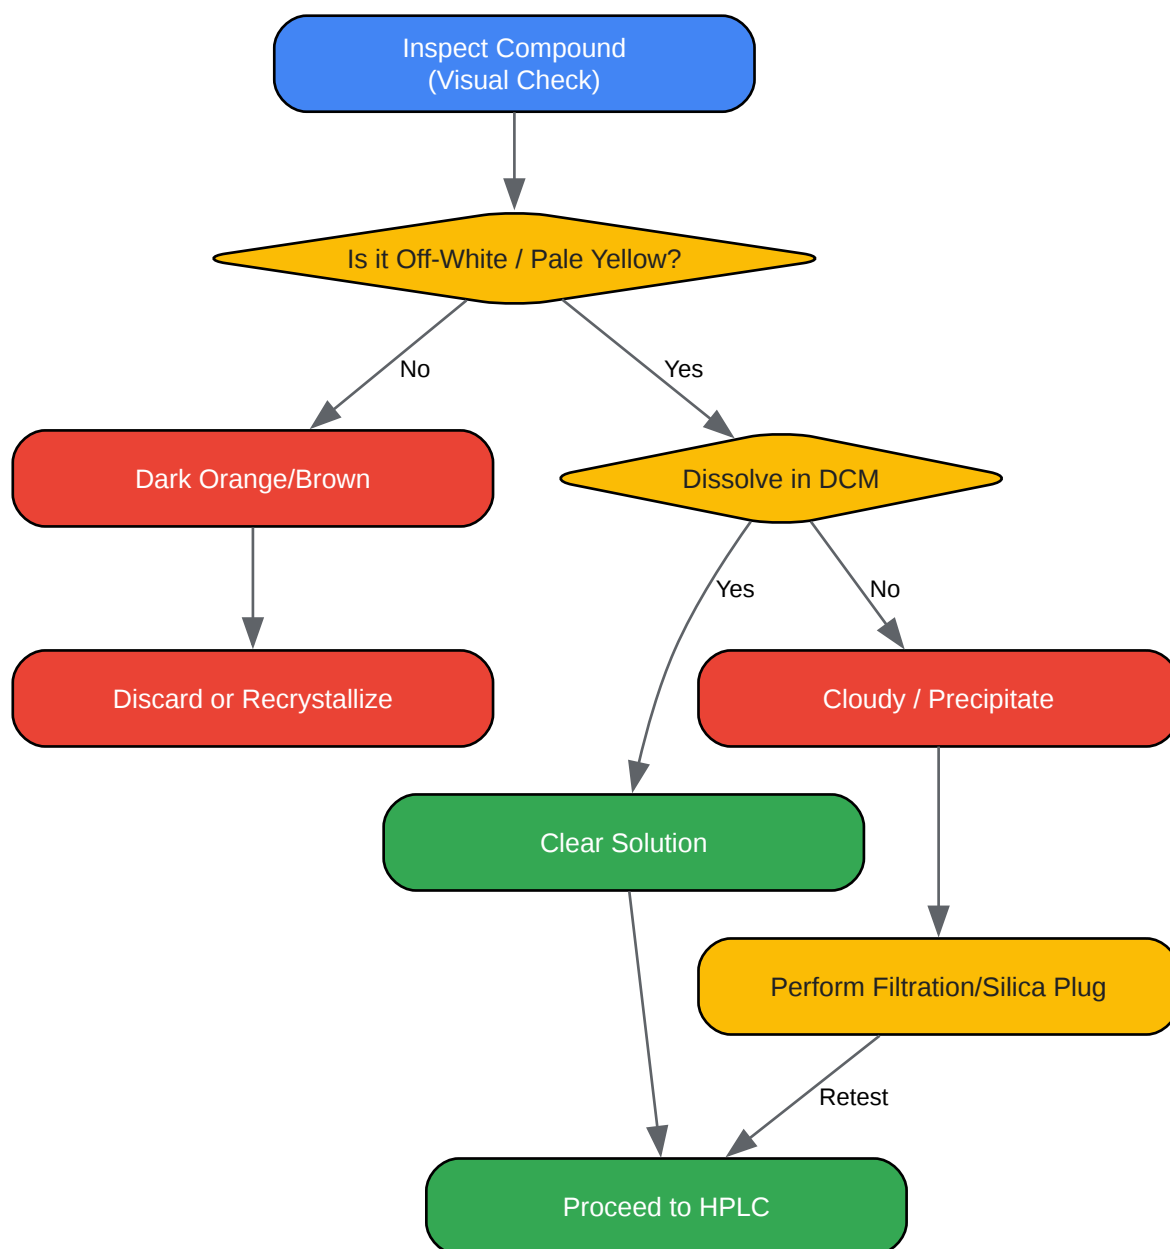 Inspect Compound
(Visual Check)
Is it Off-White / Pale Yellow?
No
Yes
Dark Orange/Brown
Dissolve in DCM
Yes
No
Discard or Recrystallize
Cloudy / Precipitate
Clear Solution
Perform Filtration/Silica Plug
Retest
Proceed to HPLC